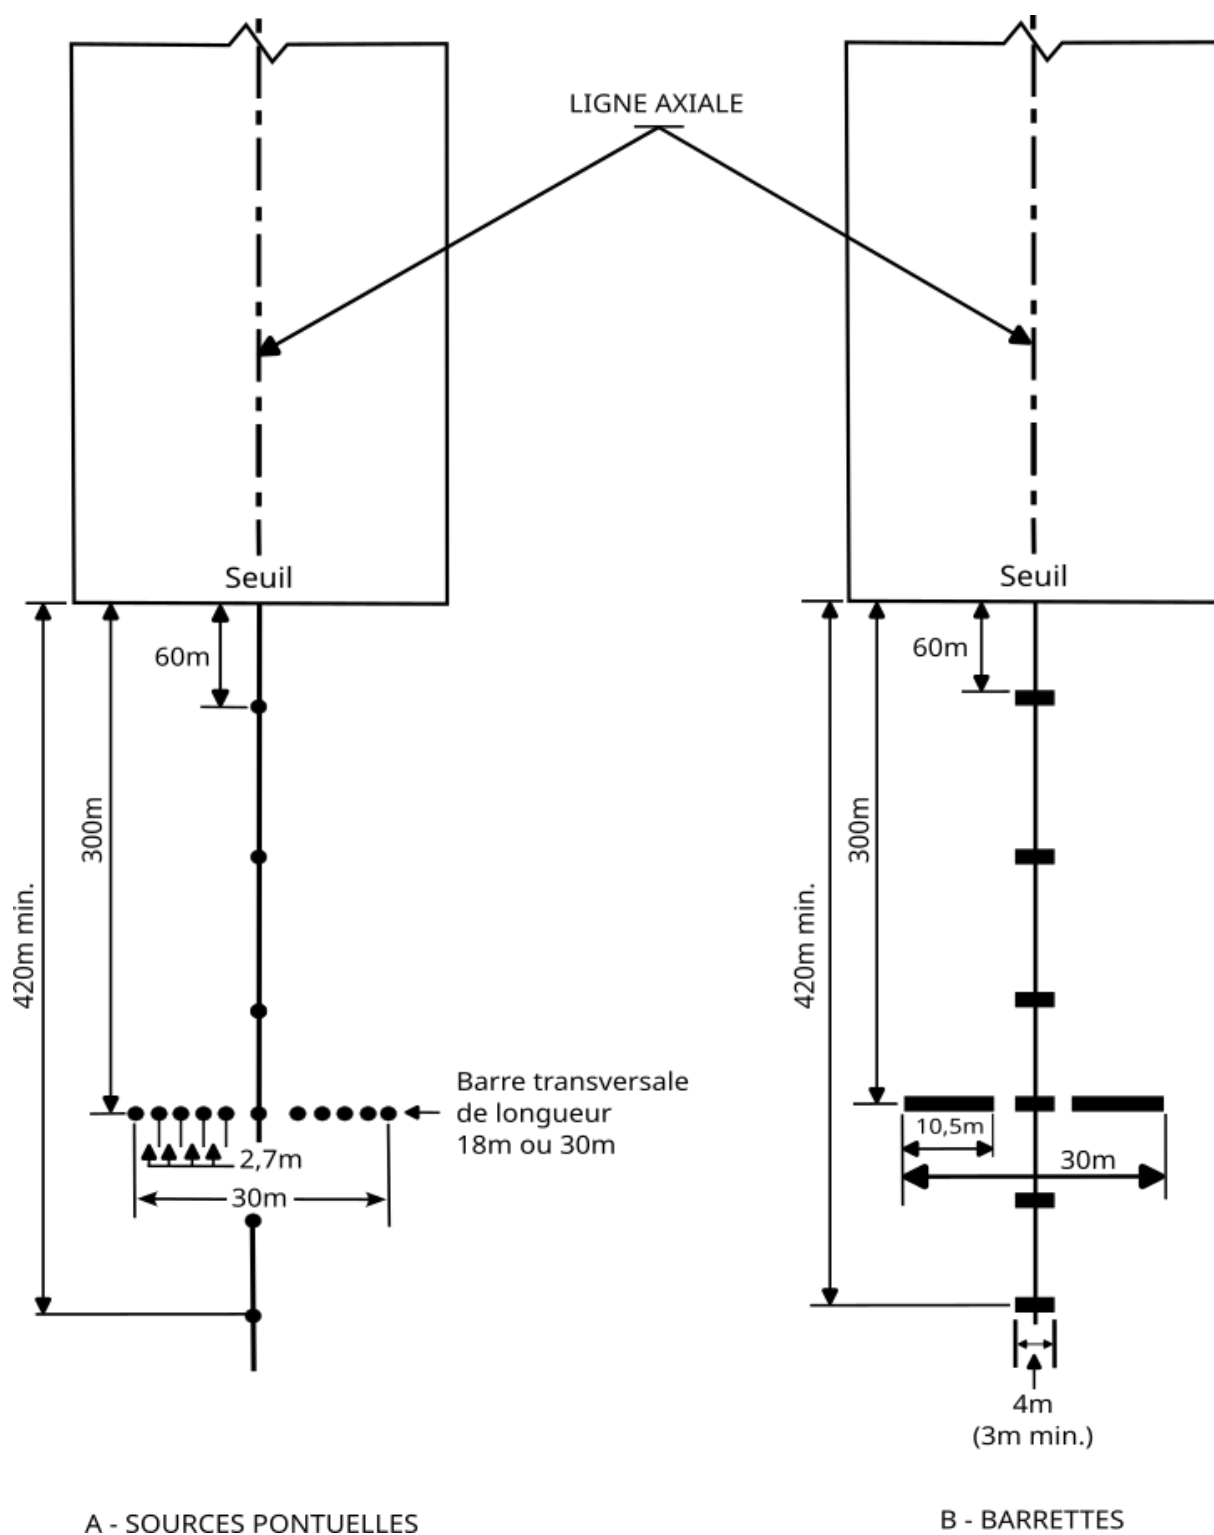 LIGNE AXIALE
Seuil
Seuil
60m
60m
300m
300m
420m min.
420m min.
Barre transversale
de longueur
18m ou 30m
10,5m
2,7m
30m
30m
4m
(3m min.)
A - SOURCES PONTUELLES
B - BARRETTES